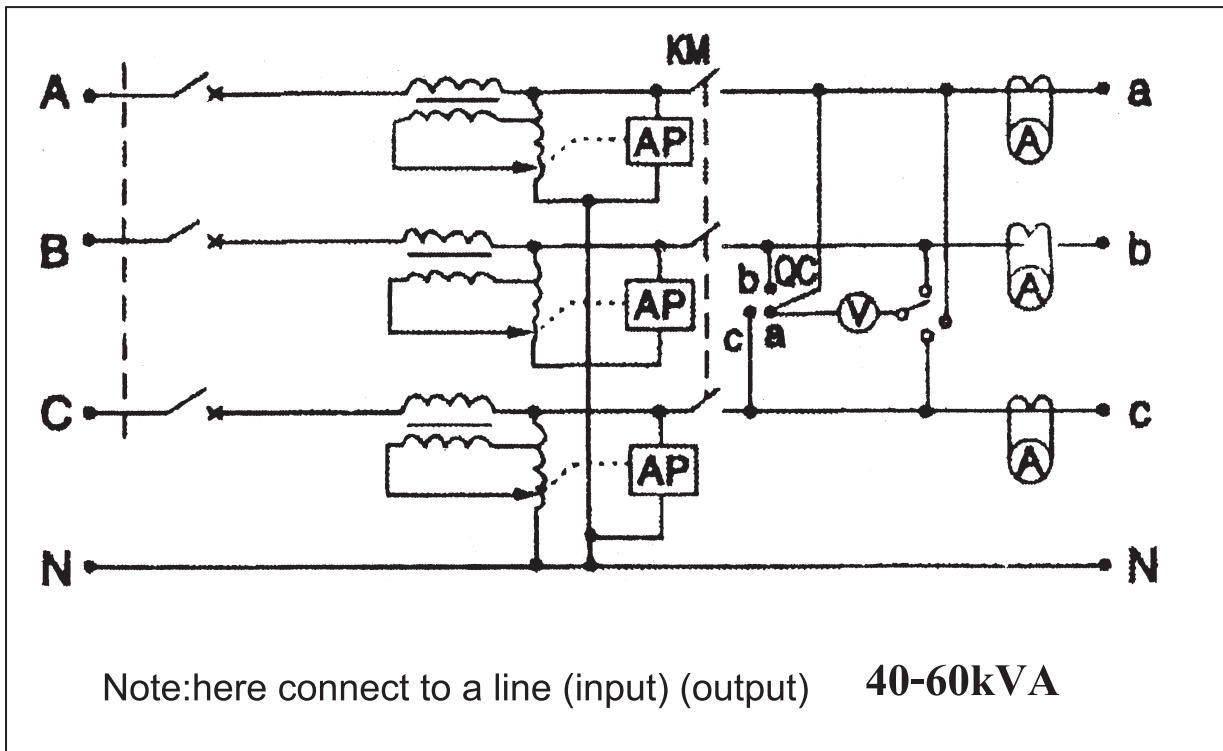 KM
A
a
AP
A
B
b
b QC
AP
A
V
c a
C
c
AP
A
N
N
Note:here connect to a line (input) (output) 40-60kVA